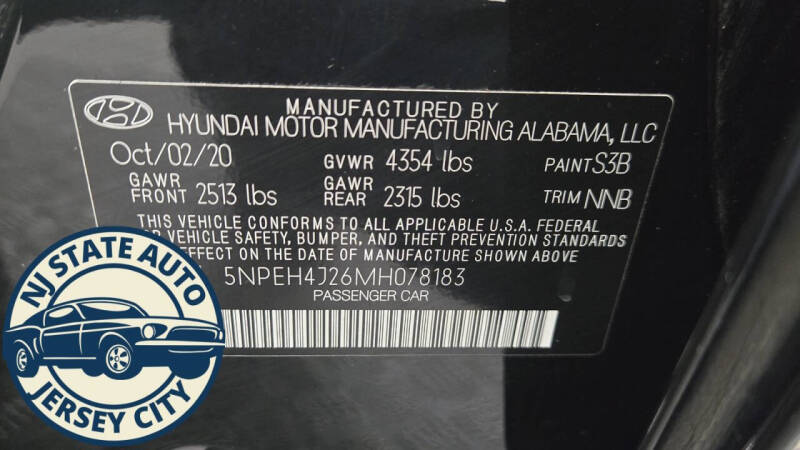 MANUFACTURED BY
HYUNDAI MOTOR MANUFACTURING ALABAMA, LLC
Oct/02/20 GVWR 4354 lbs PAINT S3B
GAWR FRONT 2513 lbs GAWR REAR 2315 lbs TRIM NNB
THIS VEHICLE CONFORMS TO ALL APPLICABLE U.S.A. FEDERAL
VEHICLE SAFETY, BUMPER, AND THEFT PREVENTION STANDARDS
EFFECT ON THE DATE OF MANUFACTURE SHOWN ABOVE
5NPEH4J26MH078183
PASSENGER CAR
NJ STATE AUTO
JERSEY CITY